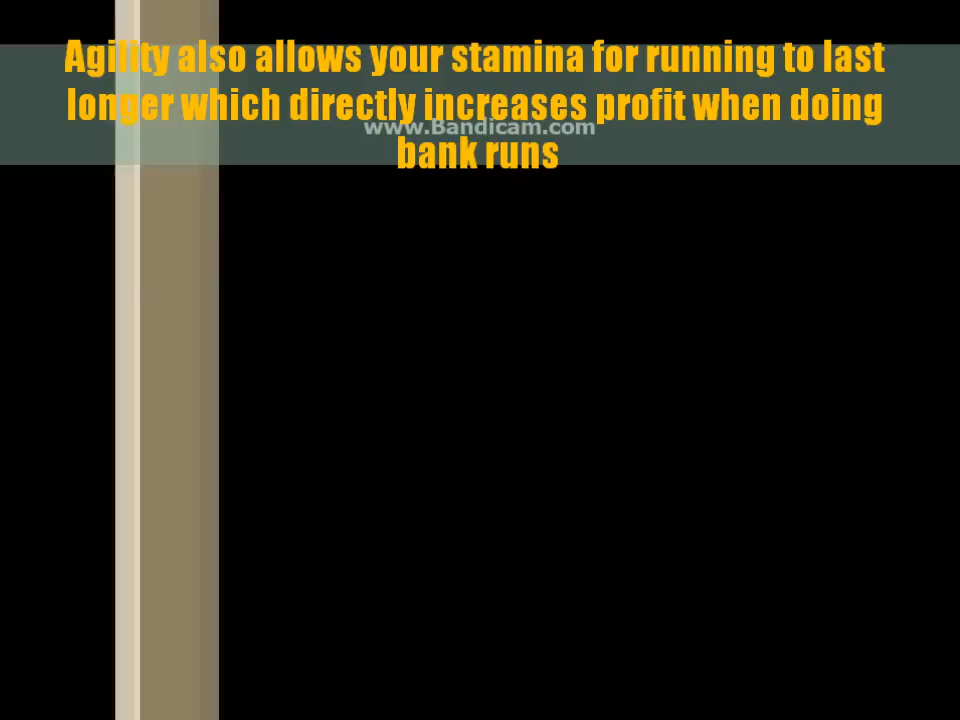 Agility also allows your stamina for running to last
longer which directly increases profit when doing
www.Bandicam.com
bank runs